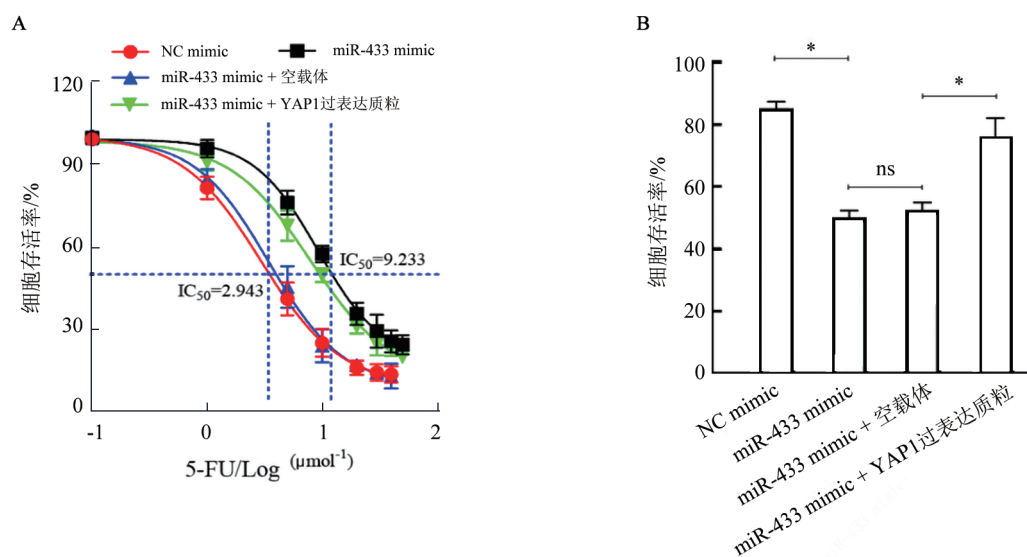 A
NC mimic
miR-433 mimic
miR-433 mimic + 空载体
miR-433 mimic + YAP1过表达质粒
细胞存活率/%
120
90
60
30
0
IC50=2.943
IC50=9.233
-1
0
1
2
5-FU/Log (μmol-1)
B
细胞存活率/%
100
80
60
40
20
0
*
ns
*
NC mimic
miR-433 mimic
miR-433 mimic + 空载体
miR-433 mimic + YAP1过表达质粒